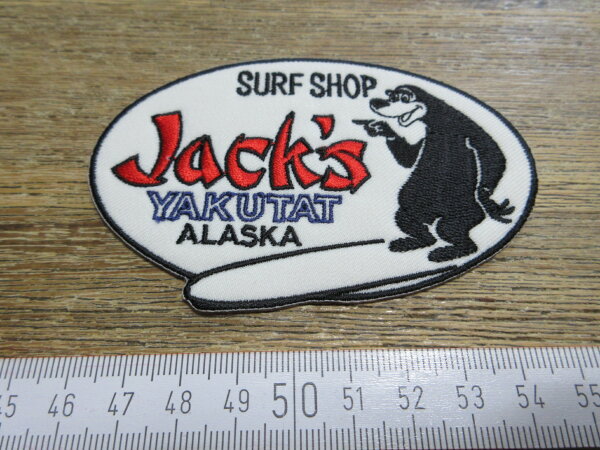 SURF SHOP
Jack's
YAKUTAT
ALASKA
45 46 47 48 49 50 51 52 53 54 55